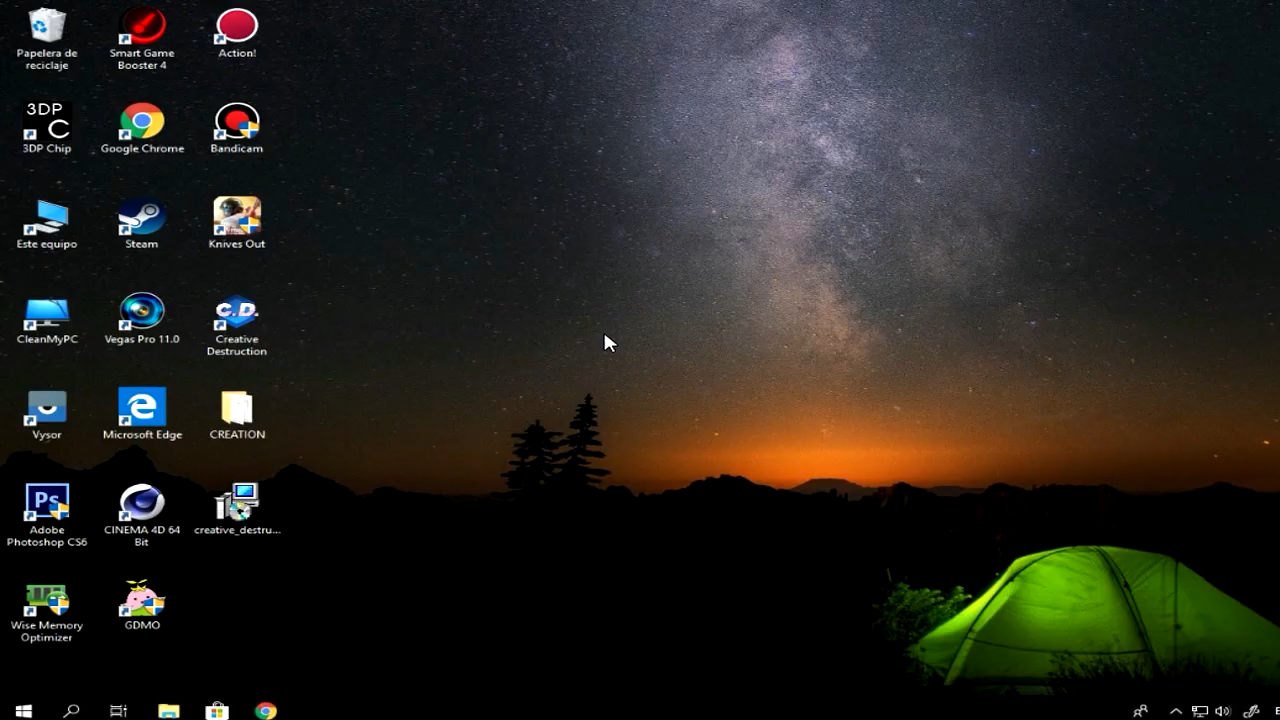 Papelera de
reciclaje
Smart Game
Booster 4
Action!
3DP
C
3DP Chip
Google Chrome
Bandicam
Este equipo
Steam
Knives Out
CleanMyPC
Vegas Pro 11.0
C.D.
Creative
Destruction
Vysor
Microsoft Edge
CREATION
Ps
Adobe
Photoshop CS6
CINEMA 4D 64
Bit
creative_destru...
Wise Memory
Optimizer
GDMO